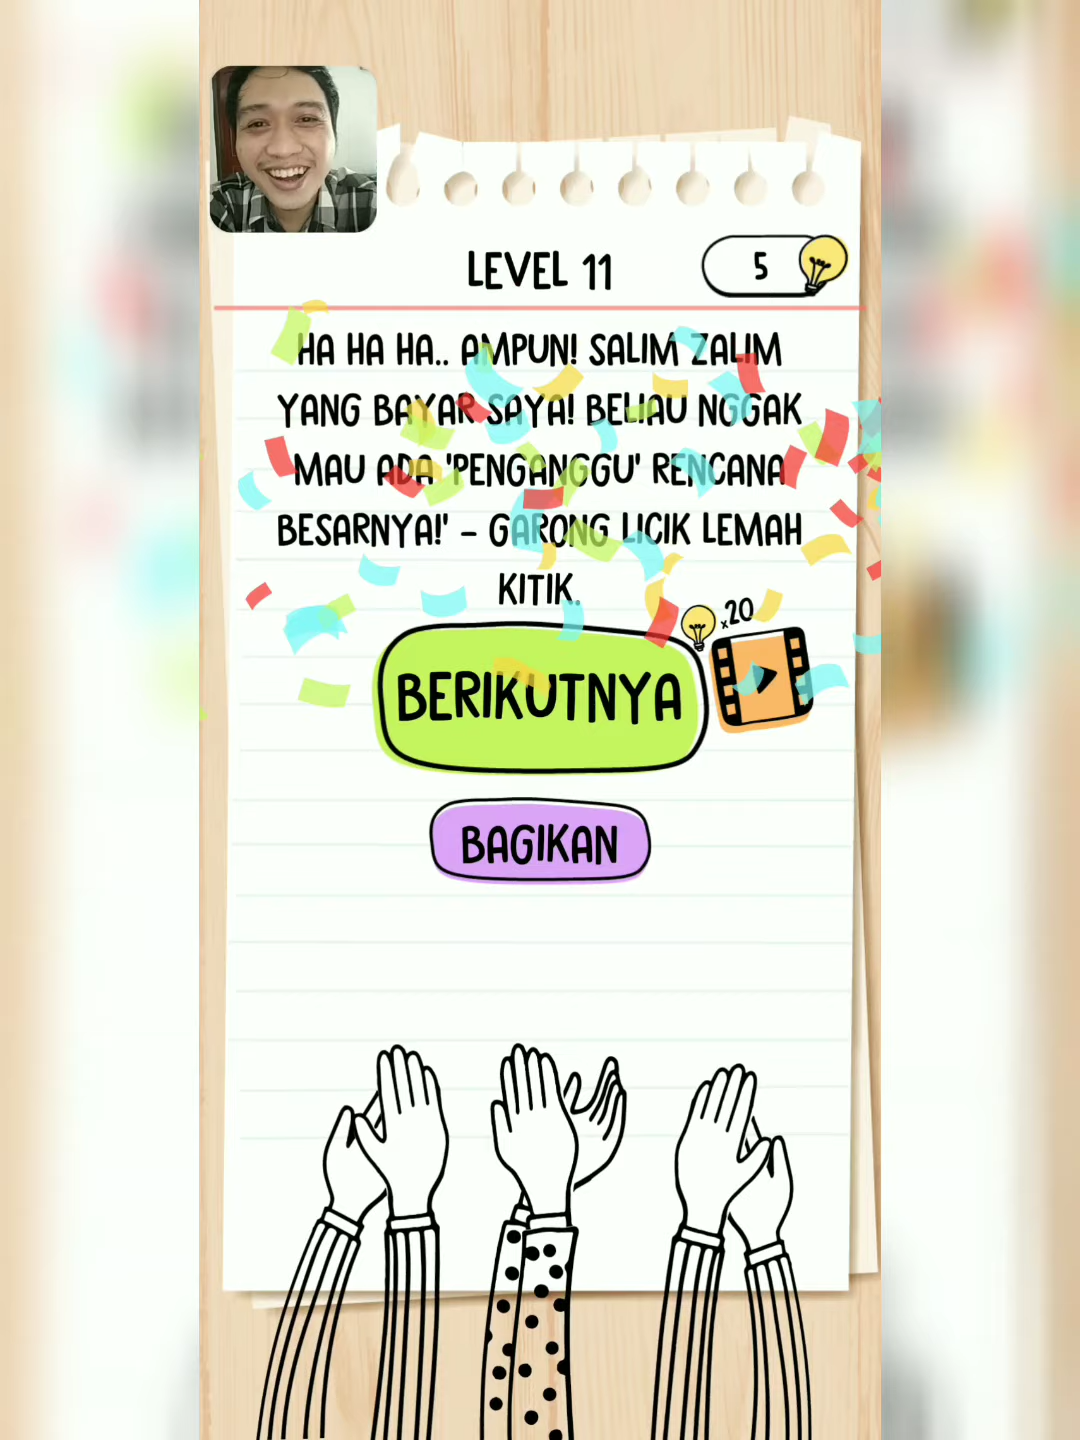 LEVEL 11
5
HA HA HA.. AMPUN! SALIM ZALIM
YANG BAYAR SAYA! BELIAU NGGAK
MAU ADA 'PENGANGGU' RENCANA
BESARNYA!' - GARONG LICIK LEMAH
KITIK.
x20
BERIKUTNYA
BAGIKAN